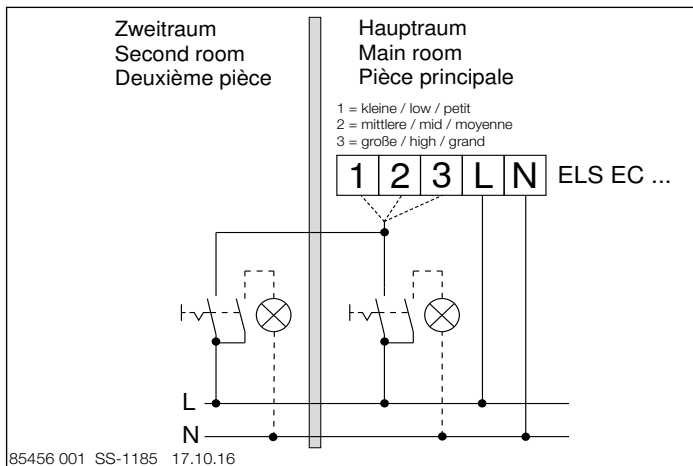 Zweitraum
Second room
Deuxième pièce
Hauptraum
Main room
Pièce principale
1 = kleine / low / petit
2 = mittlere / mid / moyenne
3 = große / high / grand
1 2 3 L N ELS EC ...
L
N
85456 001 SS-1185 17.10.16